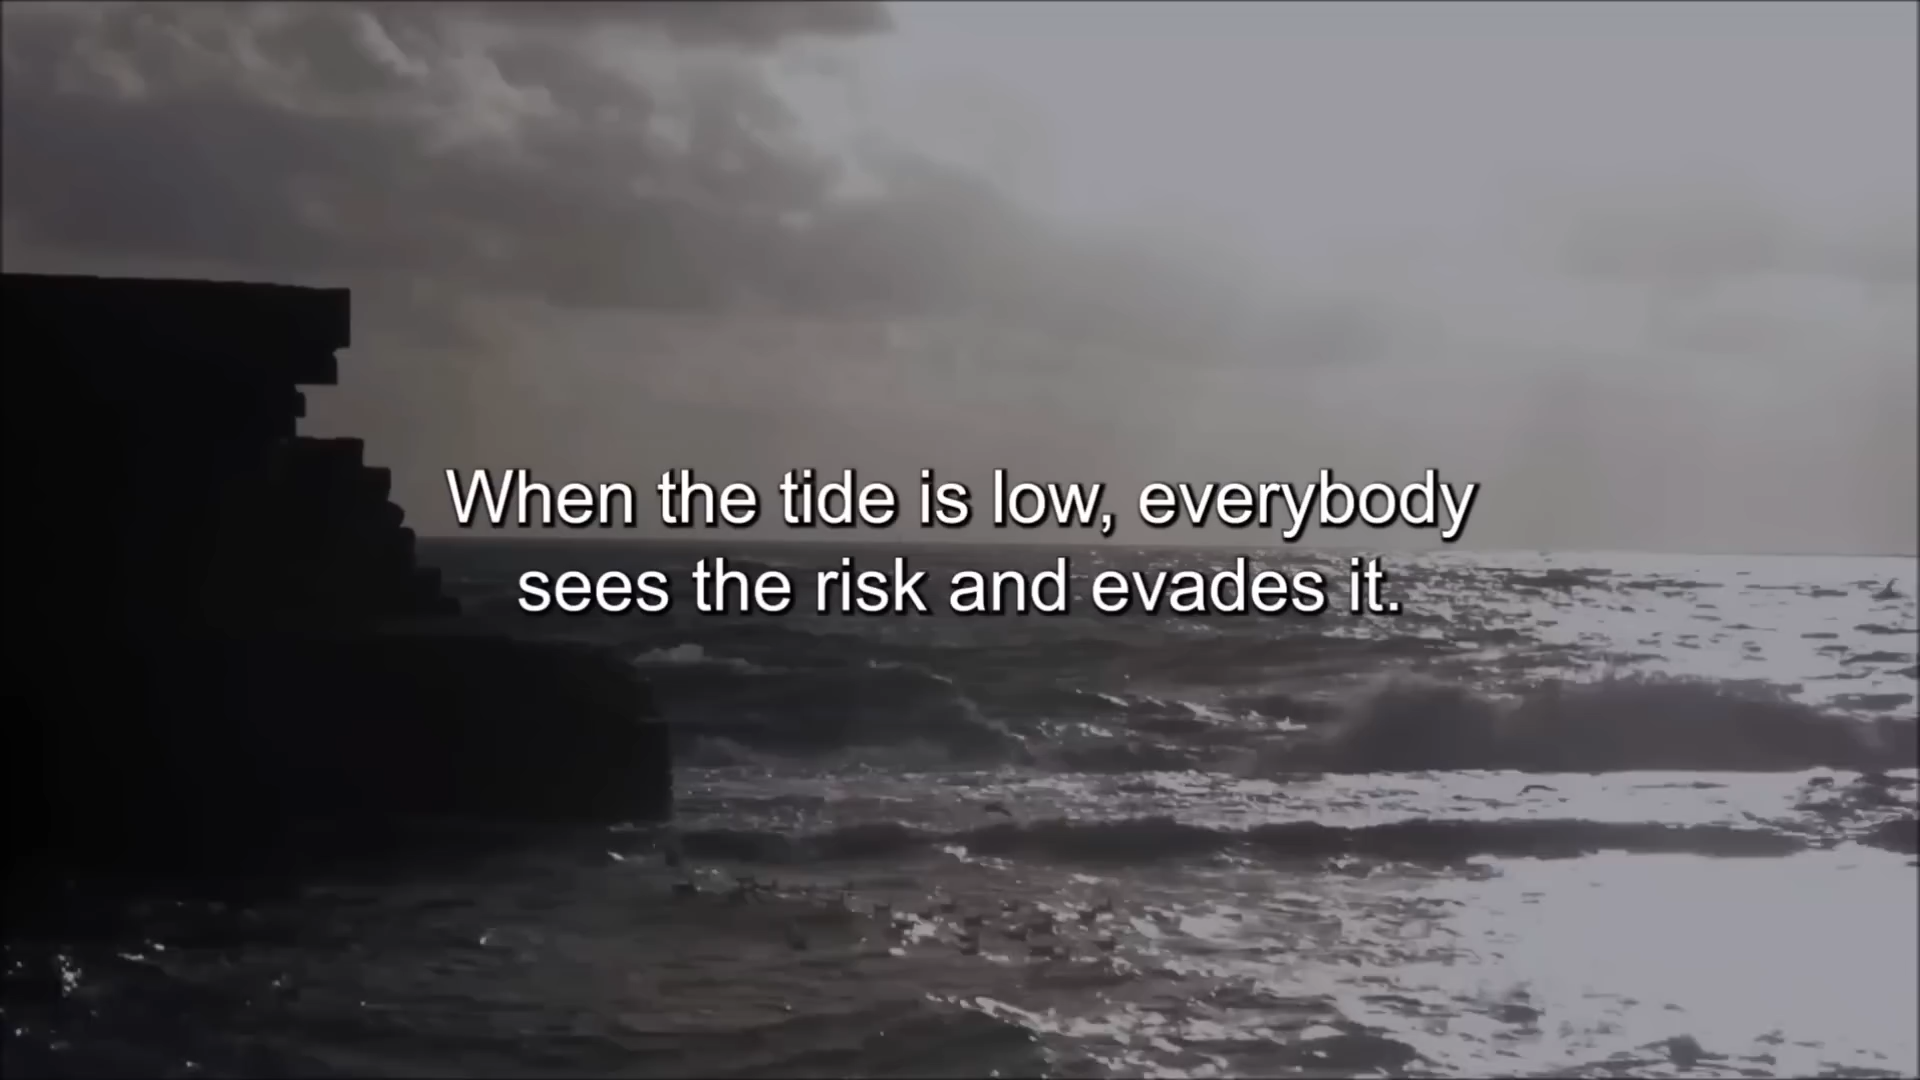 When the tide is low, everybody
sees the risk and evades it.